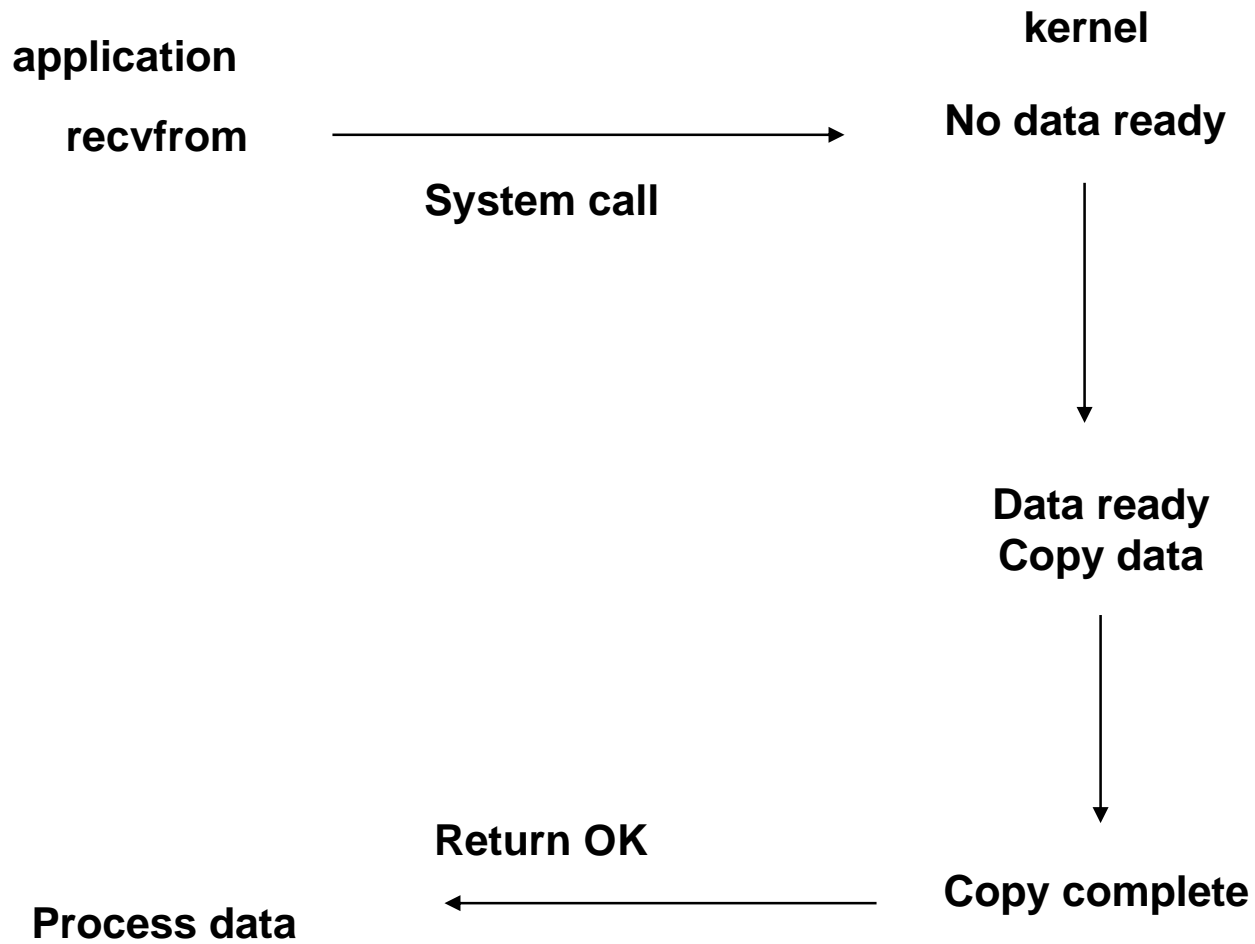 kernel
application
No data ready
recvfrom
System call
Data ready
Copy data
Return OK
Copy complete
Process data